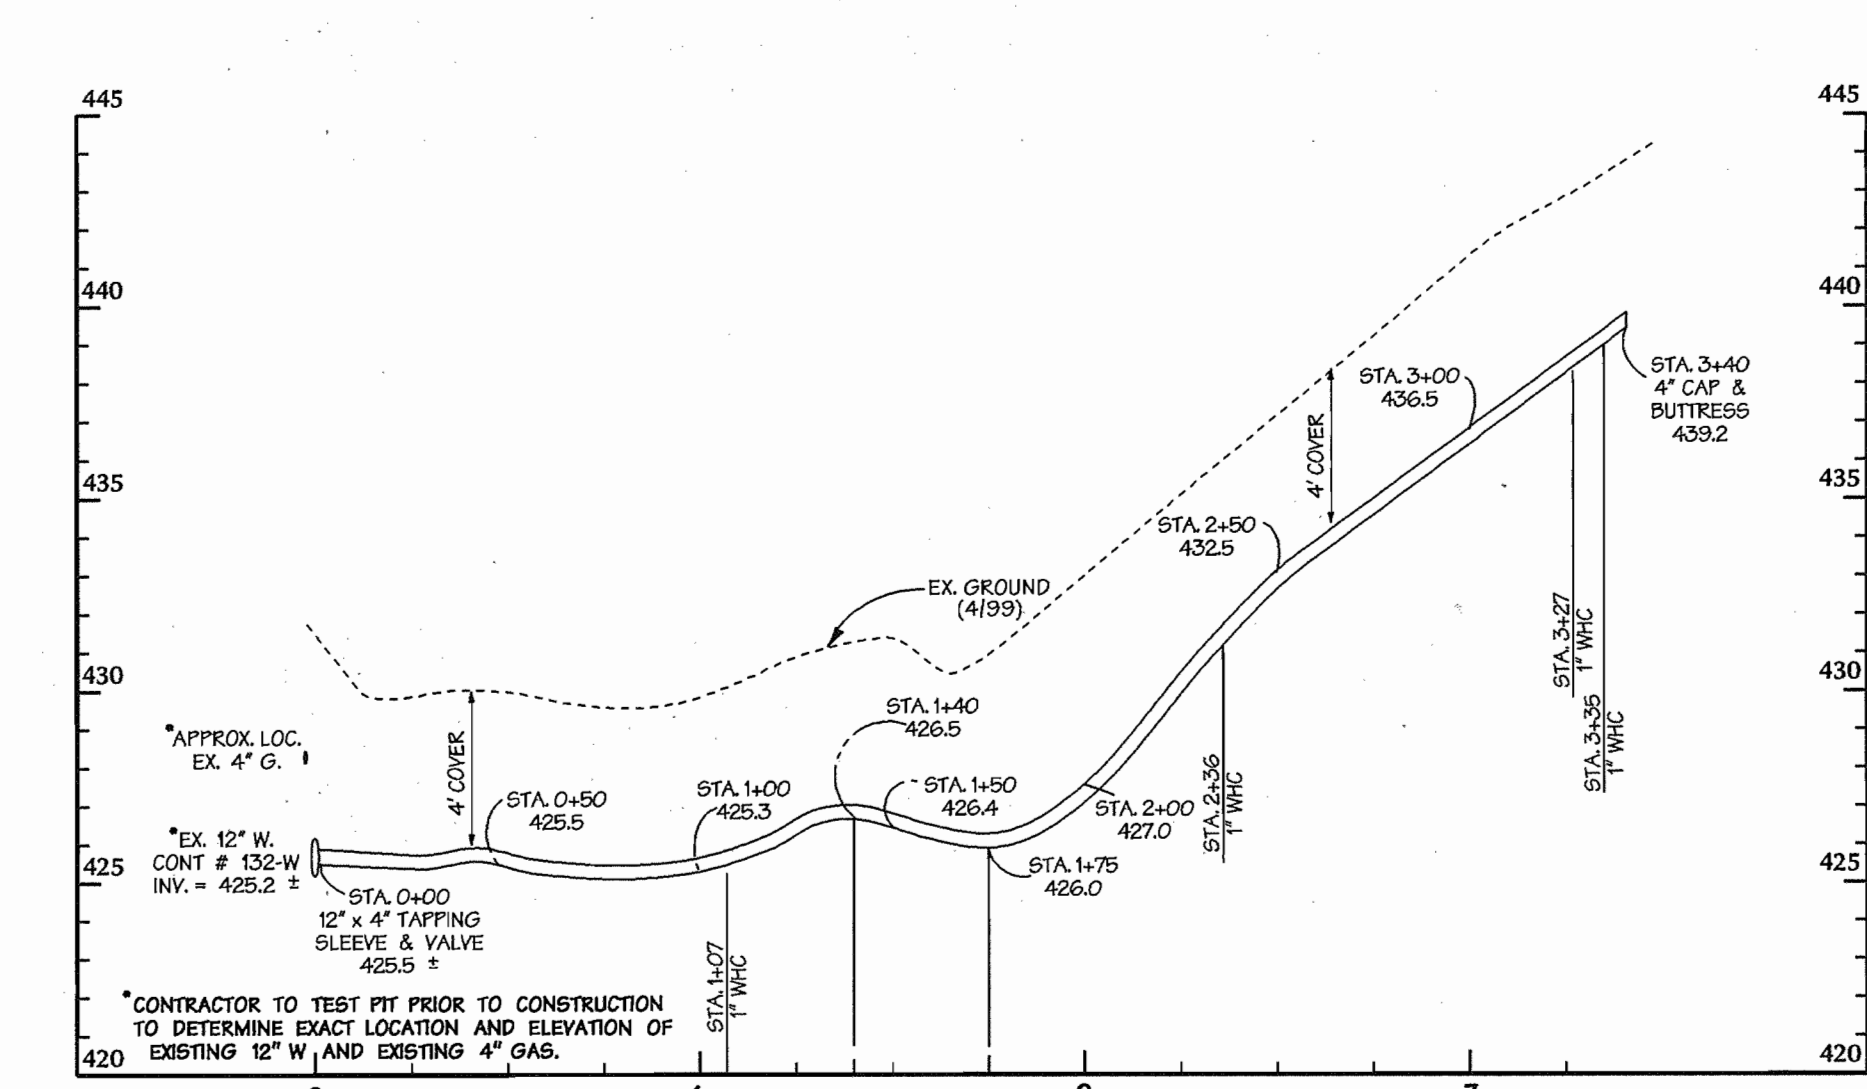 445
445
440
440
435
435
430
430
425
425
420
420
EX. GROUND
(4/99)
4' COVER
4' COVER
*APPROX. LOC.
EX. 4" G.
*EX. 12" W.
CONT # 132-W
INV. = 425.2 ±
STA. 0+00
12" x 4" TAPPING
SLEEVE & VALVE
425.5 ±
STA. 0+50
425.5
STA. 1+00
425.3
STA. 1+07
1" WHC
STA. 1+40
426.5
STA. 1+50
426.4
STA. 1+75
426.0
STA. 2+00
427.0
STA. 2+36
1" WHC
STA. 2+50
432.5
STA. 3+00
436.5
STA. 3+27
1" WHC
STA. 3+35
1" WHC
STA. 3+40
4" CAP &
BUTTRESS
439.2
*CONTRACTOR TO TEST PIT PRIOR TO CONSTRUCTION
TO DETERMINE EXACT LOCATION AND ELEVATION OF
EXISTING 12" W AND EXISTING 4" GAS.